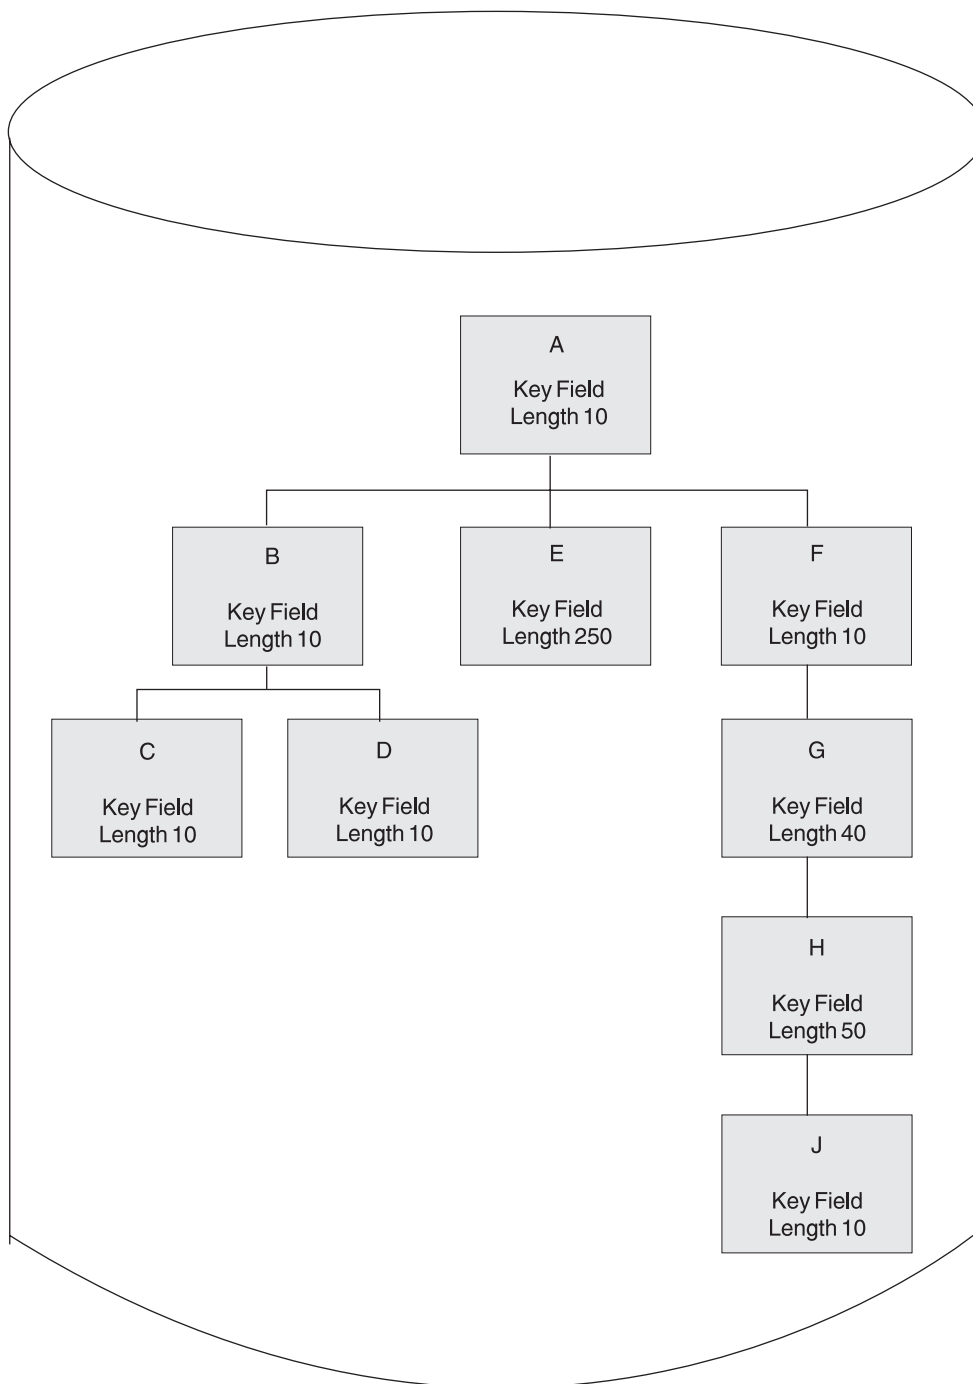 A
Key Field
Length 10
B
Key Field
Length 10
E
Key Field
Length 250
F
Key Field
Length 10
C
Key Field
Length 10
D
Key Field
Length 10
G
Key Field
Length 40
H
Key Field
Length 50
J
Key Field
Length 10